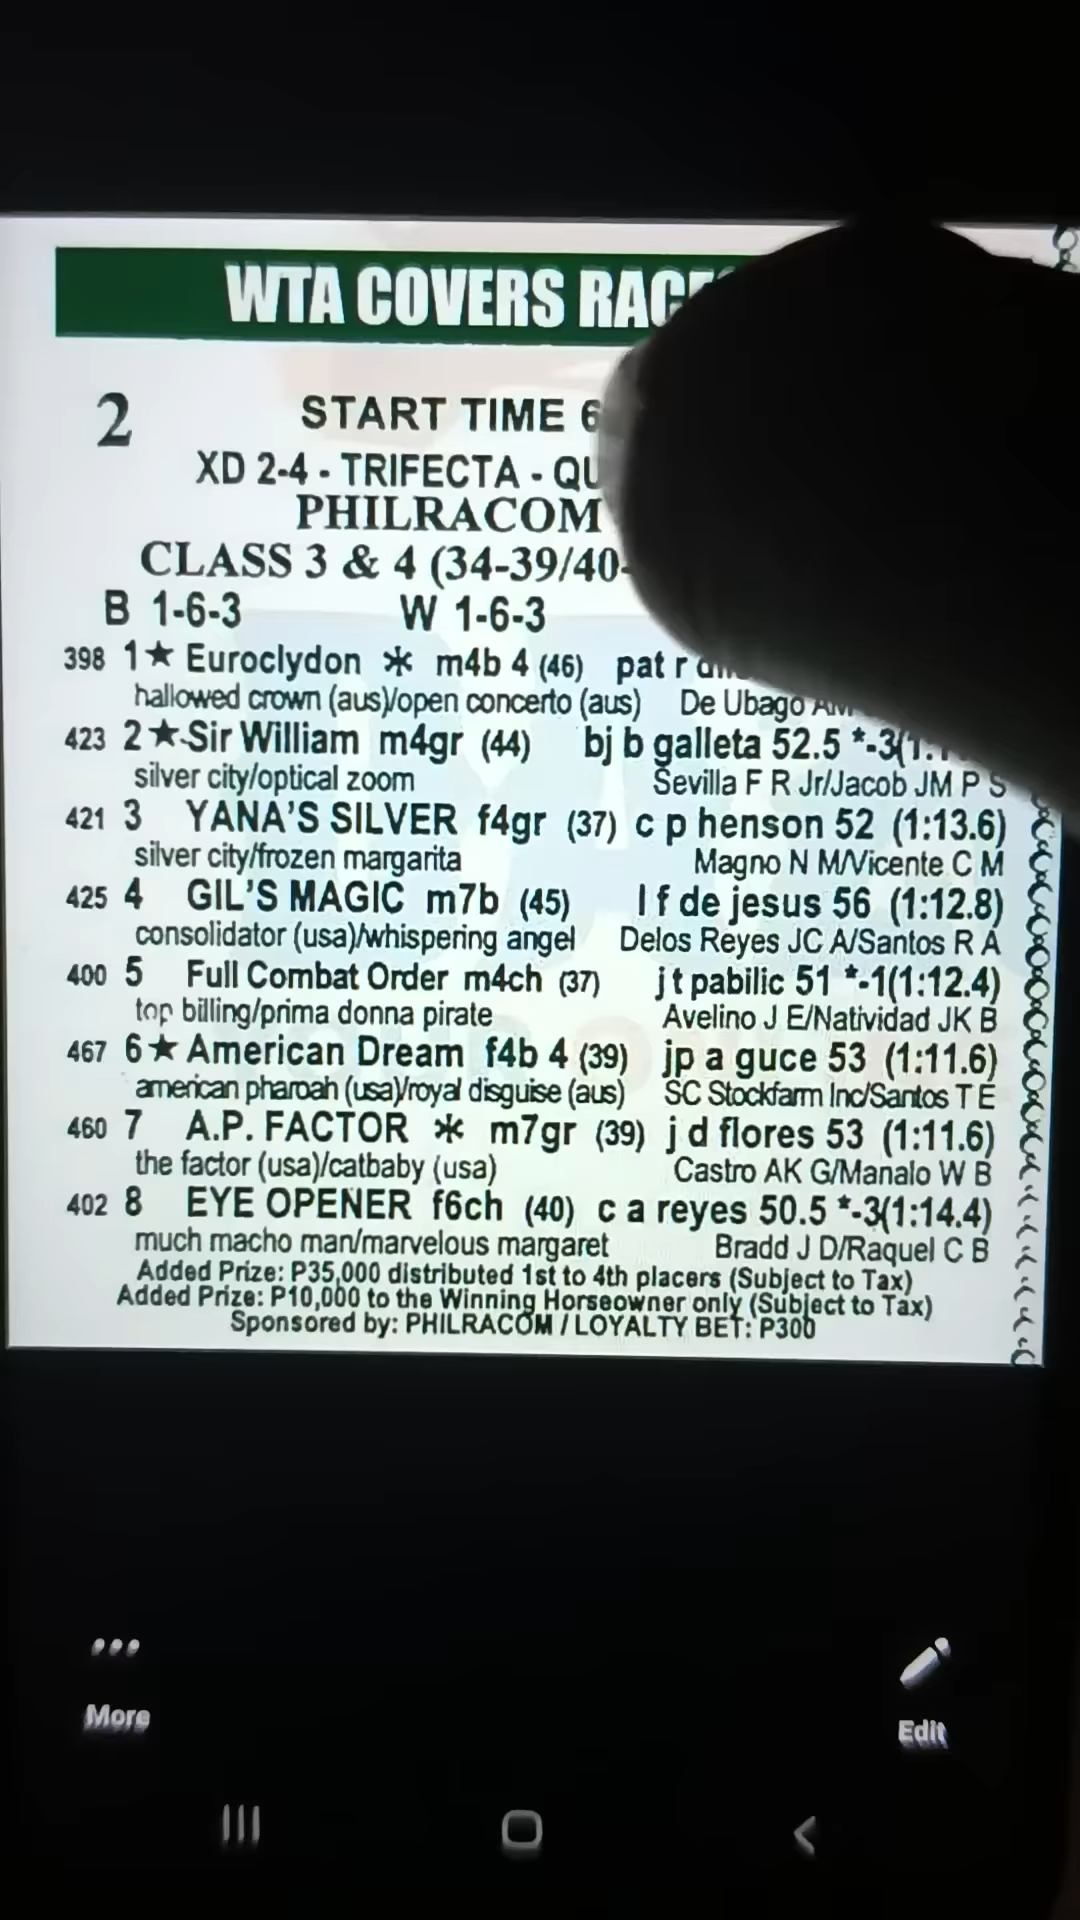 WTA COVERS
2 START TIME
XD 2-4 - TRIFECTA -
PHILRACOM
CLASS 3 & 4 (34-39/40-
B 1-6-3 W 1-6-3
398 1★ Euroclydon * m4b 4 (46) pat r
hallowed crown (aus)/open concerto (aus) De Ubago
423 2★ Sir William m4gr (44) bj b galleta 52.5 *-3
silver city/optical zoom Sevilla F R Jr/Jacob JM P S
421 3 YANA'S SILVER f4gr (37) c p henson 52 (1:13.6)
silver city/frozen margarita Magno N M/Vicente C M
425 4 GIL'S MAGIC m7b (45) l f de jesus 56 (1:12.8)
consolidator (usa)/whispering angel Delos Reyes JC A/Santos R A
400 5 Full Combat Order m4ch (37) j t pabilic 51 *-1(1:12.4)
top billing/prima donna pirate Avelino J E/Natividad JK B
467 6★ American Dream f4b 4 (39) jp a guce 53 (1:11.6)
american pharoah (usa)/royal disguise (aus) SC Stockfarm Inc/Santos T E
460 7 A.P. FACTOR * m7gr (39) j d flores 53 (1:11.6)
the factor (usa)/catbaby (usa) Castro AK G/Manalo W B
402 8 EYE OPENER f6ch (40) c a reyes 50.5 *-3(1:14.4)
much macho man/marvelous margaret Bradd J D/Raquel C B
Added Prize: P35,000 distributed 1st to 4th placers (Subject to Tax)
Added Prize: P10,000 to the Winning Horseowner only (Subject to Tax)
Sponsored by: PHILRACOM / LOYALTY BET: P300
More
Edit